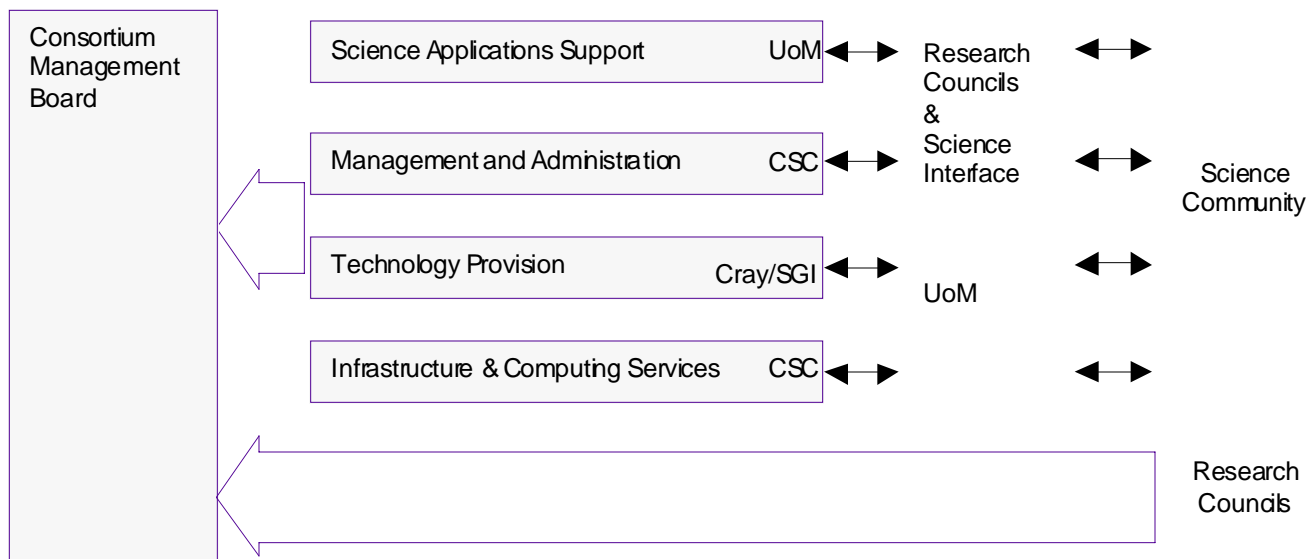 Consortium
Management
Board
Science Applications Support UoM
Research
Councils
&
Science
Interface
Management and Administration CSC
Science
Community
Technology Provision
Cray/SGI
UoM
Infrastructure & Computing Services CSC
Research
Councils